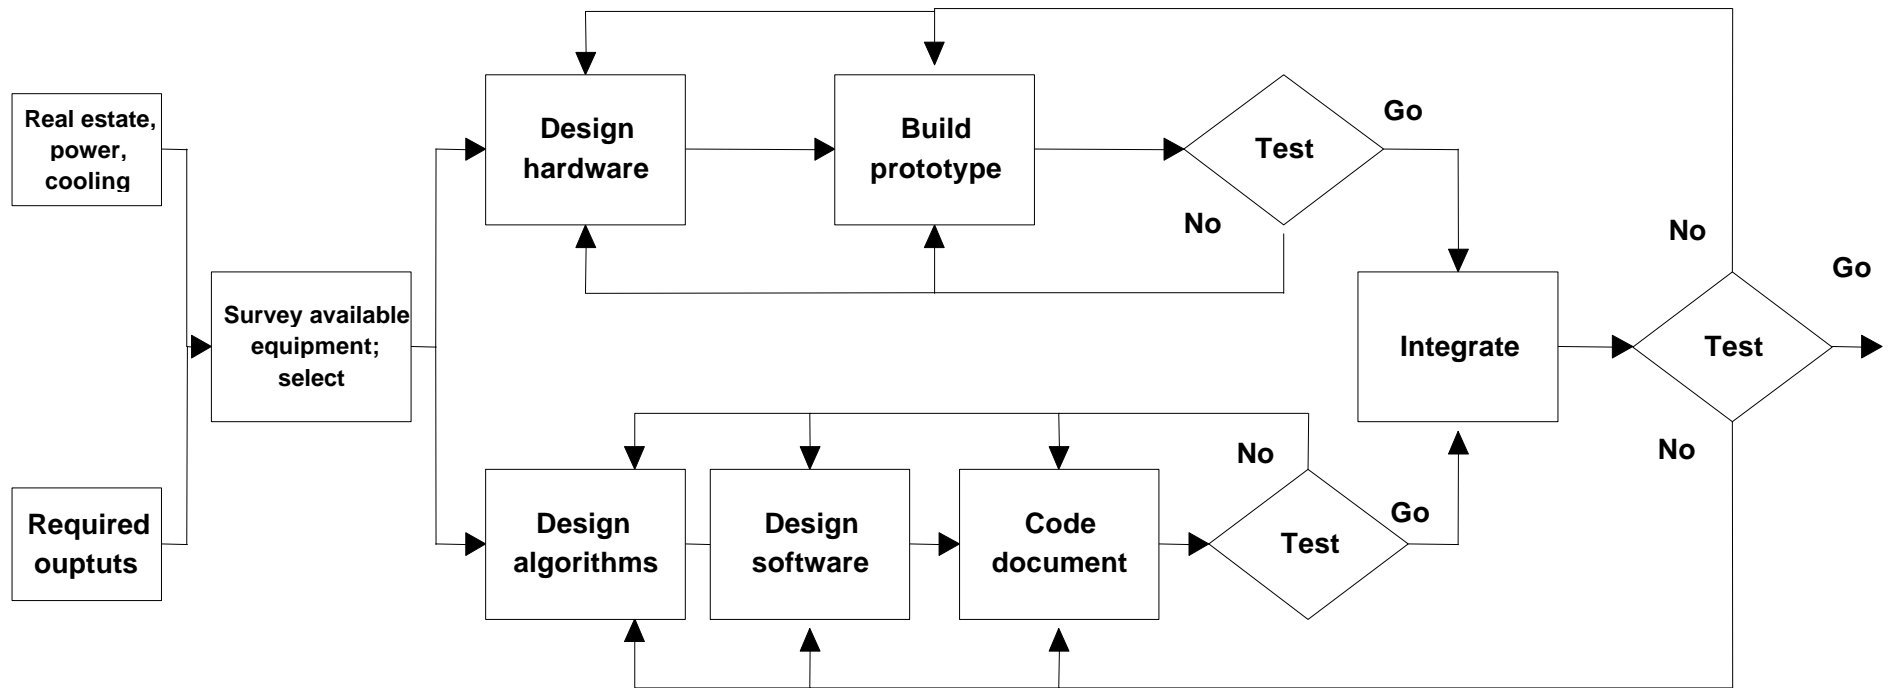 Real estate,
power,
cooling
Required
ouptuts
Survey available
equipment;
select
Design
hardware
Build
prototype
Test
Go
No
Design
algorithms
Design
software
Code
document
Test
No
Go
Integrate
Test
No
Go
No